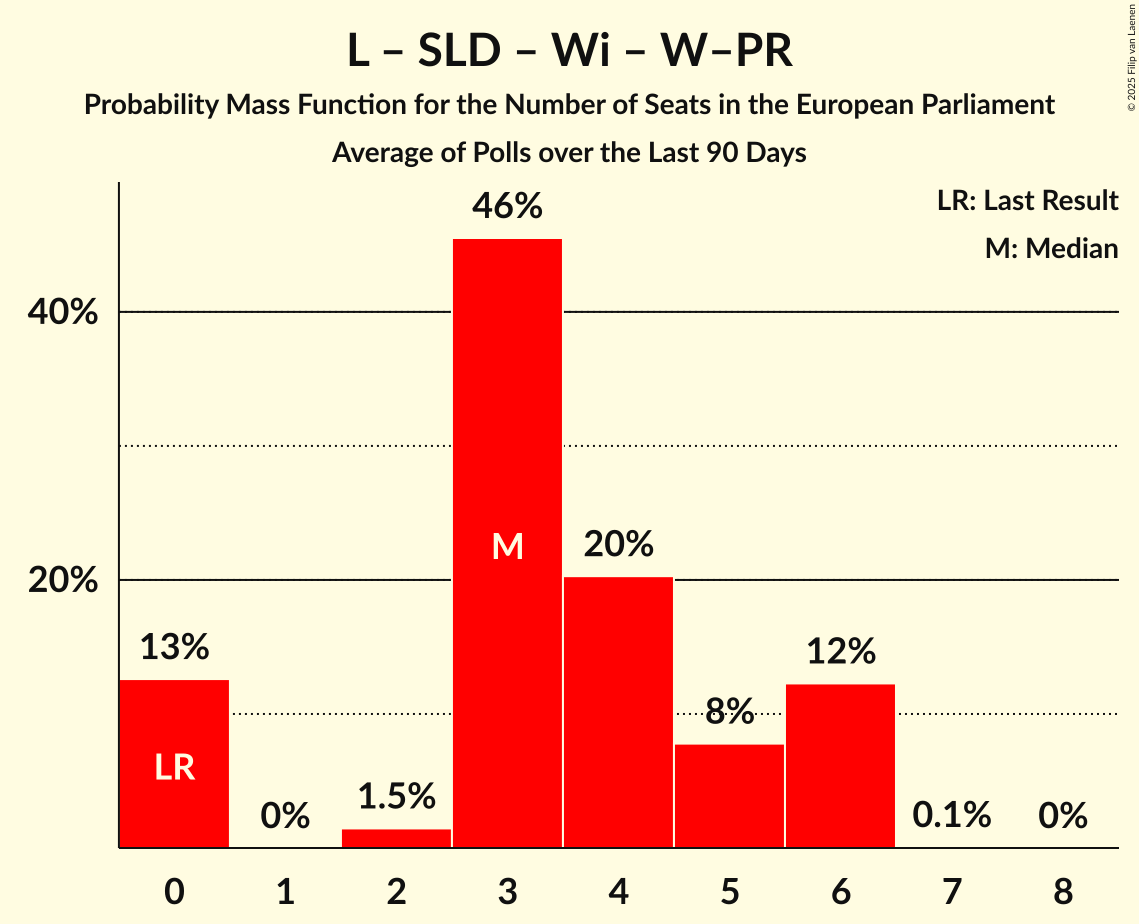 L – SLD – Wi – W–PR
Probability Mass Function for the Number of Seats in the European Parliament
Average of Polls over the Last 90 Days
© 2025 Filip van Laenen
LR: Last Result
M: Median
46%
40%
M
20%
20%
13%
12%
8%
LR
1.5%
0%
0.1%
0%
0 1 2 3 4 5 6 7 8